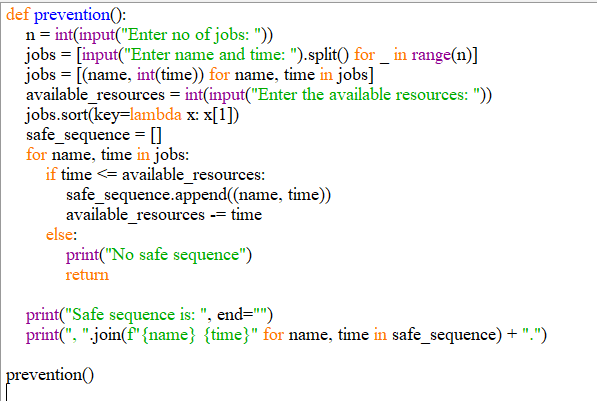 def prevention():
    n = int(input("Enter no of jobs: "))
    jobs = [input("Enter name and time: ").split() for _ in range(n)]
    jobs = [(name, int(time)) for name, time in jobs]
    available_resources = int(input("Enter the available resources: "))
    jobs.sort(key=lambda x: x[1])
    safe_sequence = []
    for name, time in jobs:
        if time <= available_resources:
            safe_sequence.append((name, time))
            available_resources -= time
        else:
            print("No safe sequence")
            return

    print("Safe sequence is: ", end="")
    print(", ".join(f"{name} {time}" for name, time in safe_sequence) + ".")

prevention()